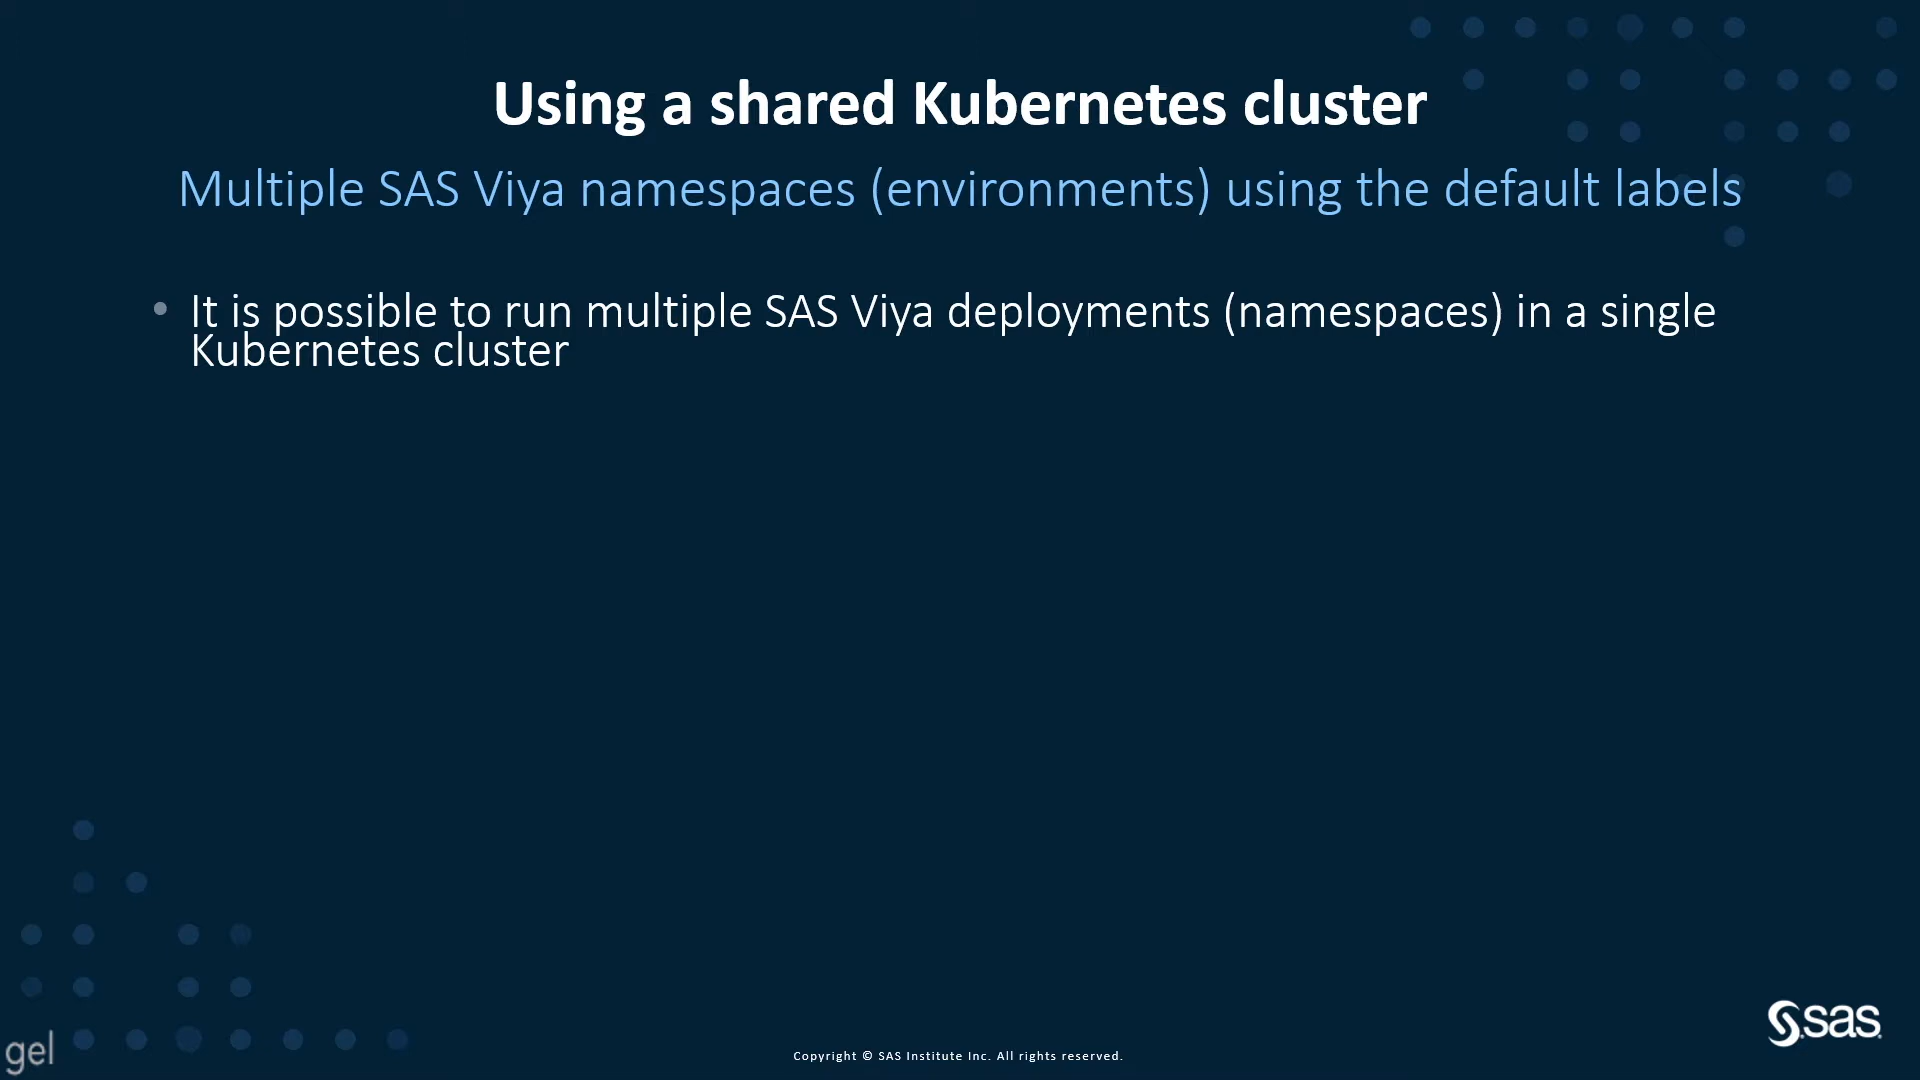 Using a shared Kubernetes cluster
Multiple SAS Viya namespaces (environments) using the default labels
• It is possible to run multiple SAS Viya deployments (namespaces) in a single
Kubernetes cluster
gel
Copyright © SAS Institute Inc. All rights reserved.
sas